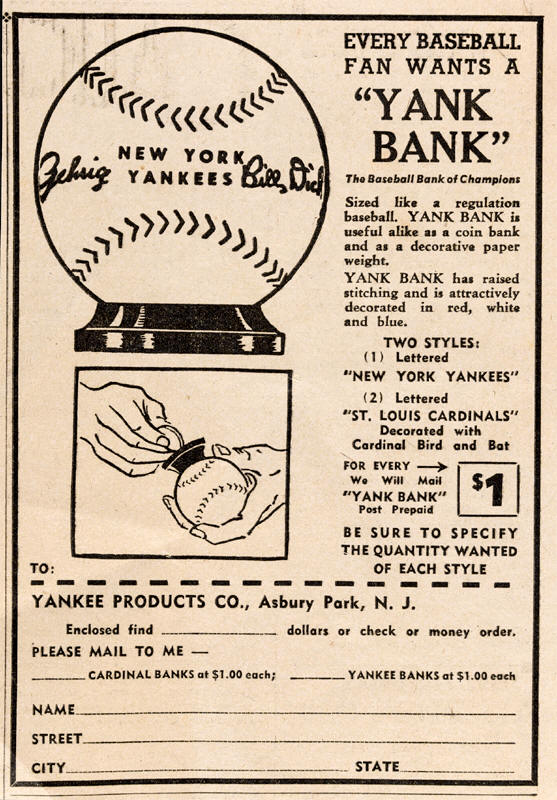 EVERY BASEBALL
FAN WANTS A
"YANK
BANK"
The Baseball Bank of Champions
Sized like a regulation
baseball. YANK BANK is
useful alike as a coin bank
and as a decorative paper
weight.
YANK BANK has raised
stitching and is attractively
decorated in red, white
and blue.
TWO STYLES:
(1) Lettered
"NEW YORK YANKEES"
(2) Lettered
"ST. LOUIS CARDINALS"
Decorated with
Cardinal Bird and Bat
FOR EVERY
We Will Mail
"YANK BANK"
Post Prepaid
$1
BE SURE TO SPECIFY
THE QUANTITY WANTED
OF EACH STYLE
NEW YORK
YANKEES
Gehrig
Bill Dick
TO:
YANKEE PRODUCTS CO., Asbury Park, N. J.
Enclosed find dollars or check or money order.
PLEASE MAIL TO ME —
CARDINAL BANKS at $1.00 each; YANKEE BANKS at $1.00 each
NAME
STREET
CITY STATE